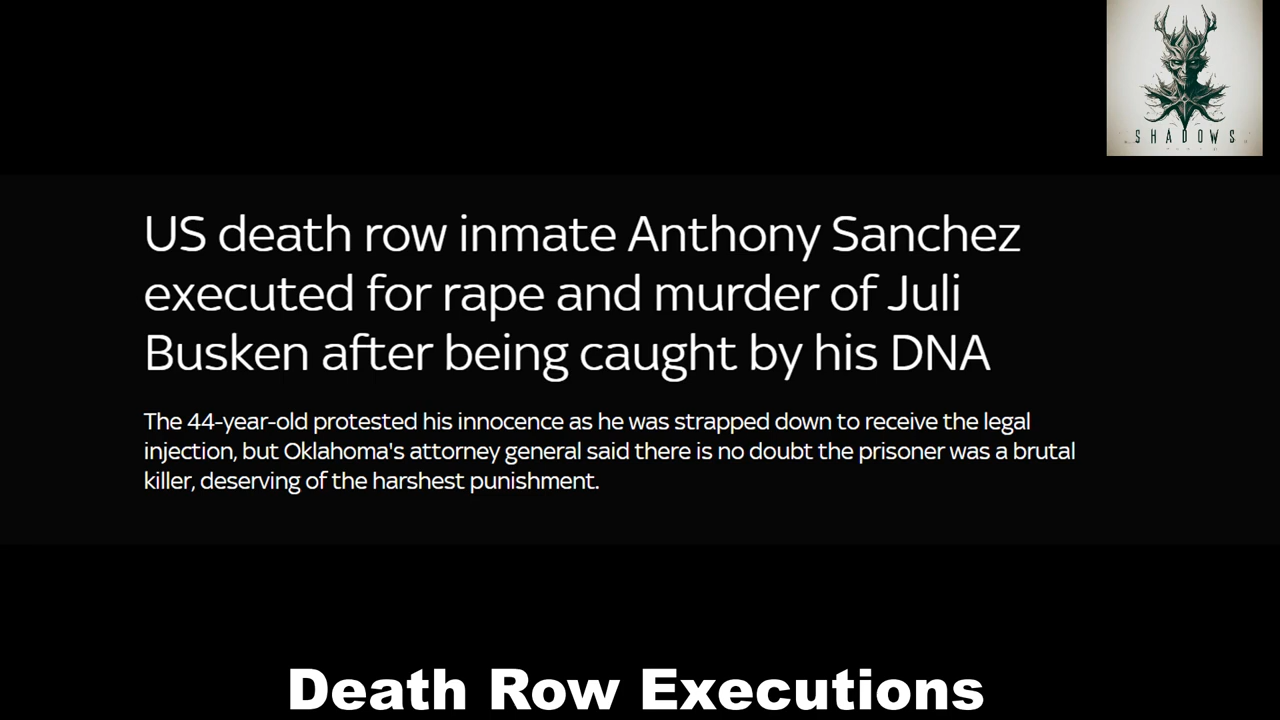 SHADOWS
US death row inmate Anthony Sanchez
executed for rape and murder of Juli
Busken after being caught by his DNA
The 44-year-old protested his innocence as he was strapped down to receive the legal
injection, but Oklahoma's attorney general said there is no doubt the prisoner was a brutal
killer, deserving of the harshest punishment.
Death Row Executions